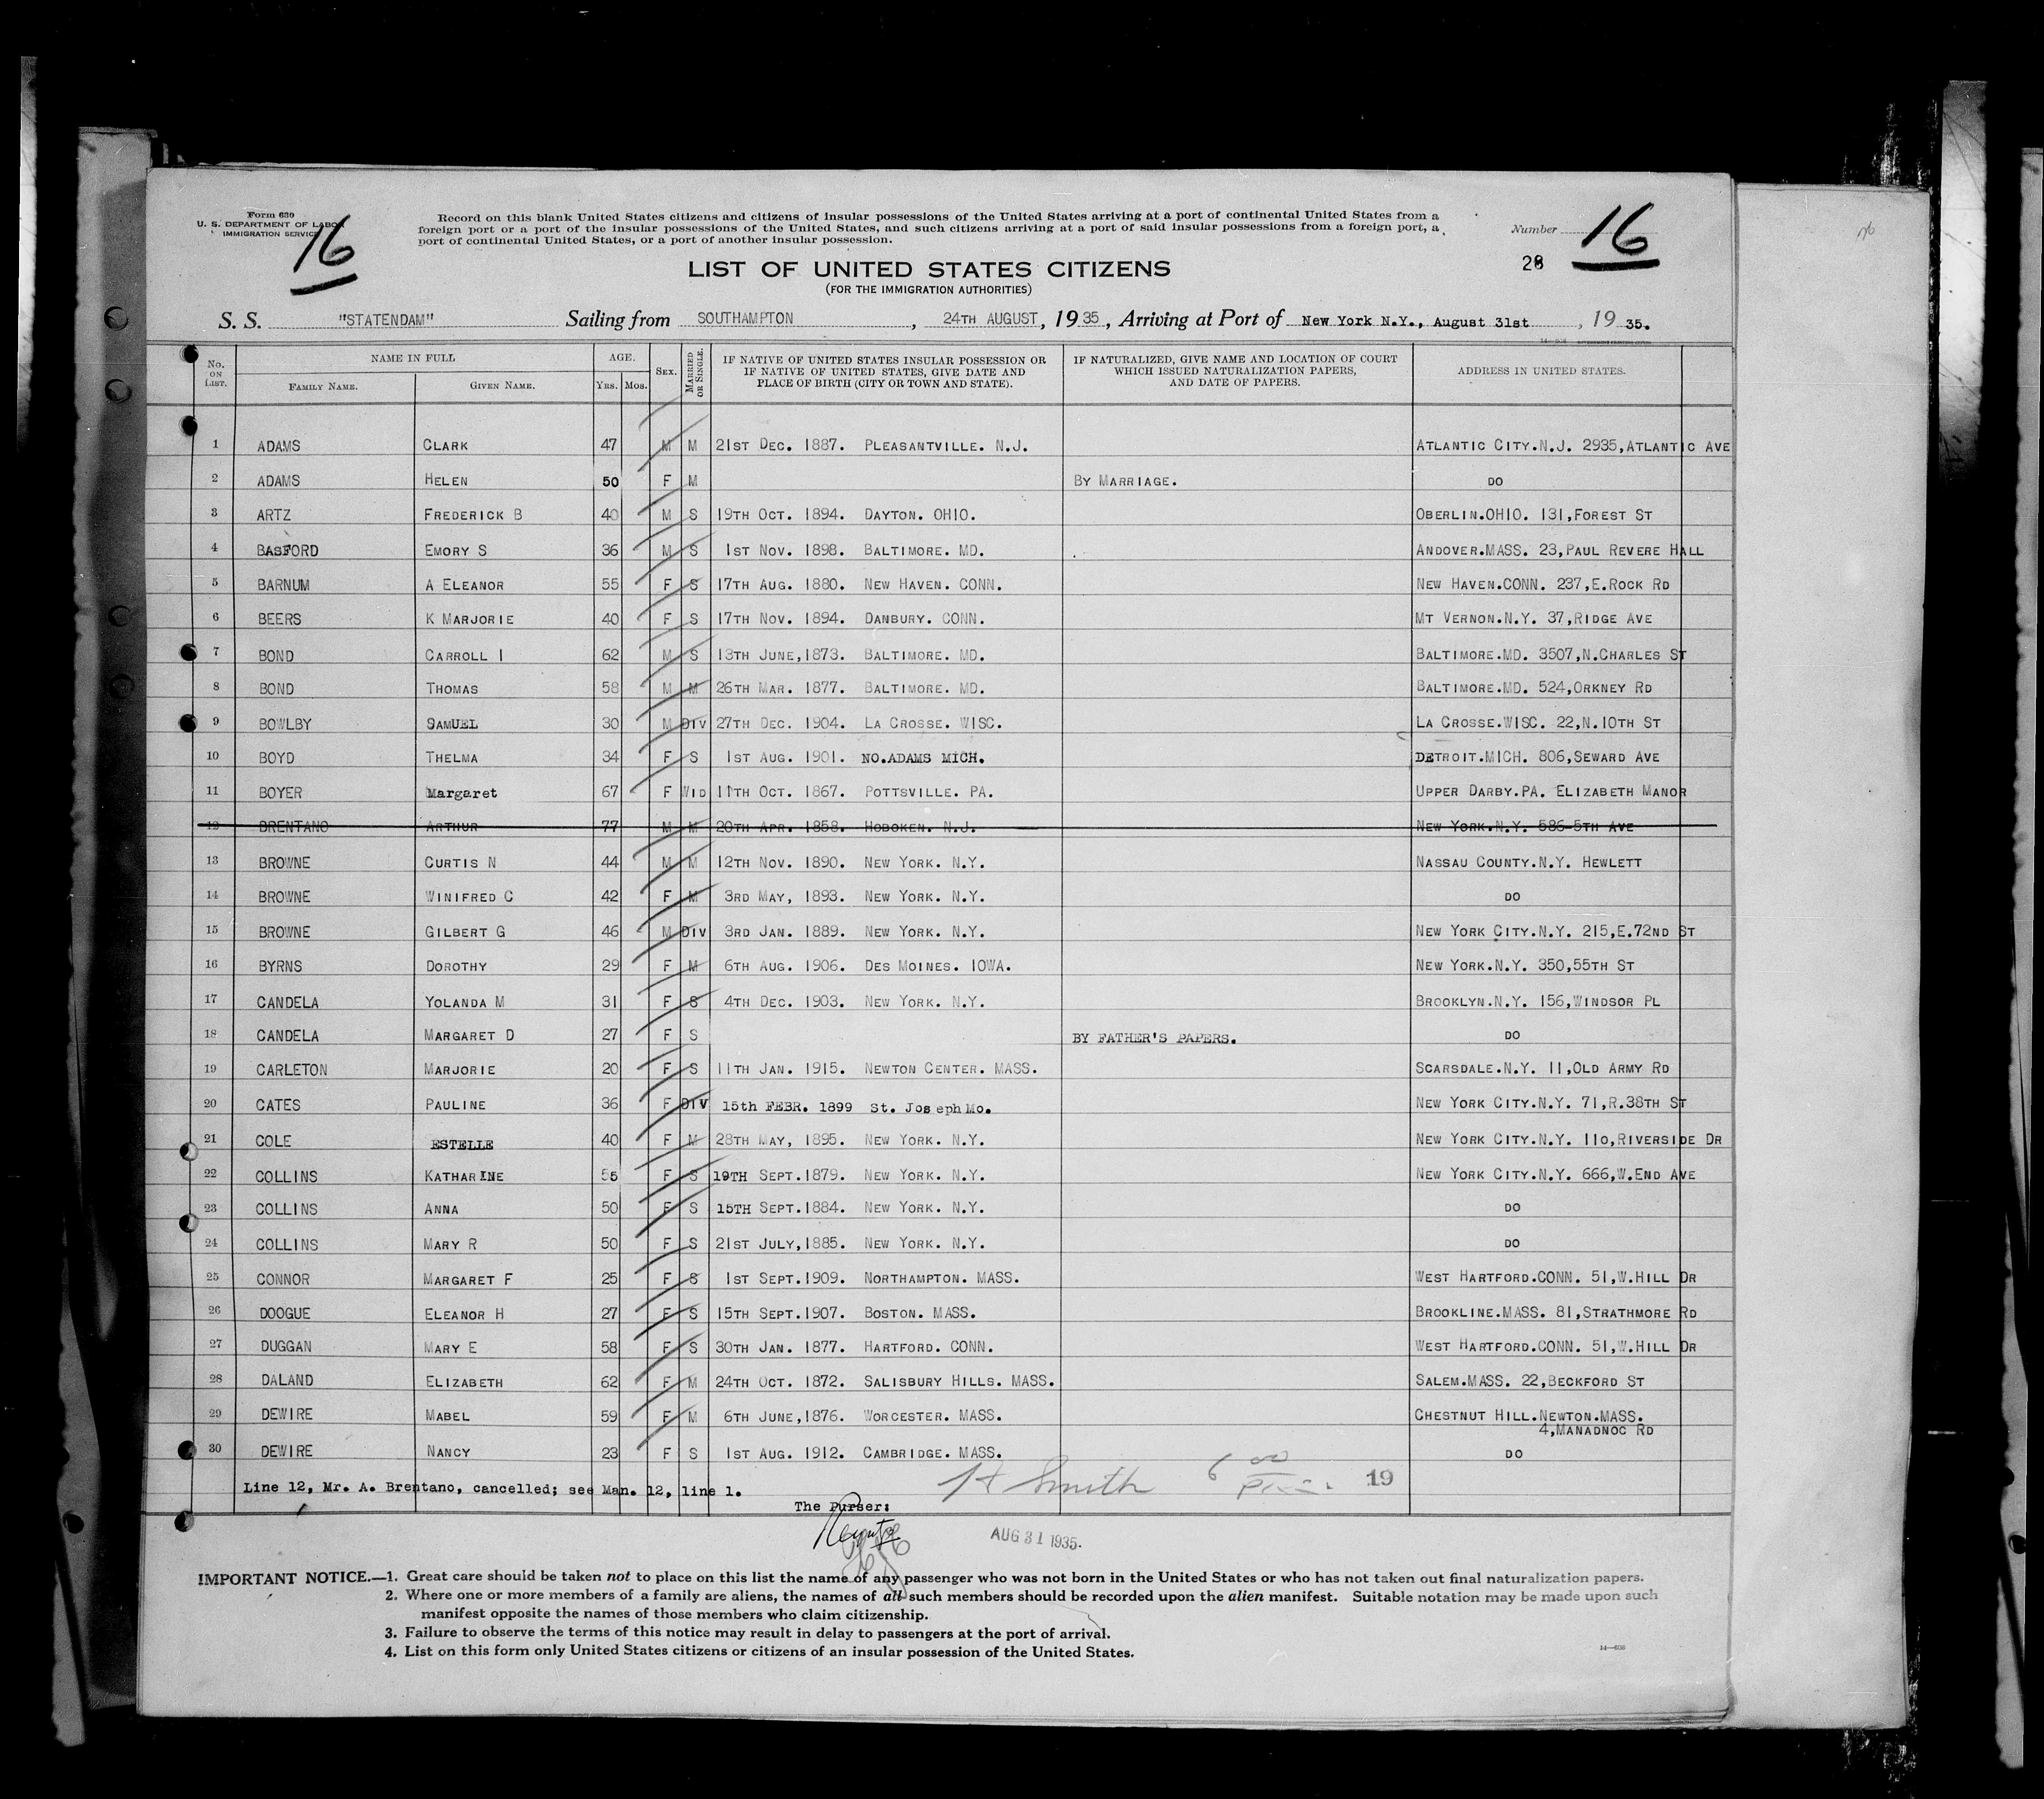 Form 630
U. S. DEPARTMENT OF LABOR
IMMIGRATION SERVICE
16
Record on this blank United States citizens and citizens of insular possessions of the United States arriving at a port of continental United States from a
foreign port or a port of the insular possessions of the United States, and such citizens arriving at a port of said insular possessions from a foreign port, a
port of continental United States, or a port of another insular possession.
Number 16
28
LIST OF UNITED STATES CITIZENS
(FOR THE IMMIGRATION AUTHORITIES)
S. S. "STATENDAM" Sailing from SOUTHAMPTON, 24TH AUGUST, 1935, Arriving at Port of New York N.Y., August 31st, 1935.
No. ON LIST. NAME IN FULL FAMILY NAME. GIVEN NAME. AGE. YRS. MOS. SEX. MARRIED OR SINGLE. IF NATIVE OF UNITED STATES INSULAR POSSESSION OR IF NATIVE OF UNITED STATES, GIVE DATE AND PLACE OF BIRTH (CITY OR TOWN AND STATE). IF NATURALIZED, GIVE NAME AND LOCATION OF COURT WHICH ISSUED NATURALIZATION PAPERS, AND DATE OF PAPERS. ADDRESS IN UNITED STATES.
1 ADAMS CLARK 47 M M 21ST DEC. 1887. PLEASANTVILLE. N.J. ATLANTIC CITY.N.J. 2935,ATLANTIC AVE
2 ADAMS HELEN 50 F M BY MARRIAGE. DO
3 ARTZ FREDERICK B 40 M S 19TH OCT. 1894. DAYTON. OHIO. OBERLIN.OHIO. 131,FOREST ST
4 BASFORD EMORY S 36 M S 1ST NOV. 1898. BALTIMORE. MD. ANDOVER.MASS. 23,PAUL REVERE HALL
5 BARNUM A ELEANOR 55 F S 17TH AUG. 1880. NEW HAVEN. CONN. NEW HAVEN.CONN. 237,E.ROCK RD
6 BEERS K MARJORIE 40 F S 17TH NOV. 1894. DANBURY. CONN. MT VERNON.N.Y. 37,RIDGE AVE
7 BOND CARROLL I 62 M S 13TH JUNE,1873. BALTIMORE. MD. BALTIMORE.MD. 3507,N.CHARLES ST
8 BOND THOMAS 58 M M 26TH MAR. 1877. BALTIMORE. MD. BALTIMORE.MD. 524,ORKNEY RD
9 BOWLBY SAMUEL 30 M DIV 27TH DEC. 1904. LA CROSSE. WISC. LA CROSSE.WISC. 22,N.10TH ST
10 BOYD THELMA 34 F S 1ST AUG. 1901. NO.ADAMS MICH. DETROIT.MICH. 806,SEWARD AVE
11 BOYER Margaret 67 F WID 11TH OCT. 1867. POTTSVILLE. PA. UPPER DARBY.PA. ELIZABETH MANOR
12 BRENTANO ARTHUR 77 M M 20TH APR. 1858. HOBOKEN. N.J. NEW YORK.N.Y. 586-5TH AVE
13 BROWNE CURTIS N 44 M M 12TH NOV. 1890. NEW YORK. N.Y. NASSAU COUNTY.N.Y. HEWLETT
14 BROWNE WINIFRED C 42 F M 3RD MAY, 1893. NEW YORK. N.Y. DO
15 BROWNE GILBERT G 46 M DIV 3RD JAN. 1889. NEW YORK. N.Y. NEW YORK CITY.N.Y. 215,E.72ND ST
16 BYRNS DOROTHY 29 F M 6TH AUG. 1906. DES MOINES. IOWA. NEW YORK.N.Y. 350,55TH ST
17 CANDELA YOLANDA M 31 F S 4TH DEC. 1903. NEW YORK. N.Y. BROOKLYN.N.Y. 156,WINDSOR PL
18 CANDELA MARGARET D 27 F S BY FATHER'S PAPERS. DO
19 CARLETON MARJORIE 20 F S 11TH JAN. 1915. NEWTON CENTER. MASS. SCARSDALE.N.Y. 11,OLD ARMY RD
20 CATES PAULINE 36 F DIV 15th FEBR. 1899 St. Joseph Mo. NEW YORK CITY.N.Y. 71,R.38TH ST
21 COLE ESTELLE 40 F M 28TH MAY, 1895. NEW YORK. N.Y. NEW YORK CITY.N.Y. 110,RIVERSIDE DR
22 COLLINS KATHARINE 55 F S 19TH SEPT.1879. NEW YORK. N.Y. NEW YORK CITY.N.Y. 666,W.END AVE
23 COLLINS ANNA 50 F S 15TH SEPT.1884. NEW YORK. N.Y. DO
24 COLLINS MARY R 50 F S 21ST JULY,1885. NEW YORK. N.Y. DO
25 CONNOR MARGARET F 25 F S 1ST SEPT.1909. NORTHAMPTON. MASS. WEST HARTFORD.CONN. 51,W.HILL DR
26 DOOGUE ELEANOR H 27 F S 15TH SEPT.1907. BOSTON. MASS. BROOKLINE.MASS. 81,STRATHMORE RD
27 DUGGAN MARY E 58 F S 30TH JAN. 1877. HARTFORD. CONN. WEST HARTFORD.CONN. 51,W.HILL DR
28 DALAND ELIZABETH 62 F M 24TH OCT. 1872. SALISBURY HILLS. MASS. SALEM.MASS. 22,BECKFORD ST
29 DEWIRE MABEL 59 F M 6TH JUNE,1876. WORCESTER. MASS. CHESTNUT HILL.NEWTON.MASS.
4,MANADNOC RD
30 DEWIRE NANCY 23 F S 1ST AUG. 1912. CAMBRIDGE. MASS. DO
Line 12, Mr. A. Brentano, cancelled; see Man. 12, line 1.
Smith 6 00 19
The Purser:
AUG 31 1935.
IMPORTANT NOTICE.—1. Great care should be taken not to place on this list the name of any passenger who was not born in the United States or who has not taken out final naturalization papers.
2. Where one or more members of a family are aliens, the names of all such members should be recorded upon the alien manifest. Suitable notation may be made upon such
manifest opposite the names of those members who claim citizenship.
3. Failure to observe the terms of this notice may result in delay to passengers at the port of arrival.
4. List on this form only United States citizens or citizens of an insular possession of the United States.